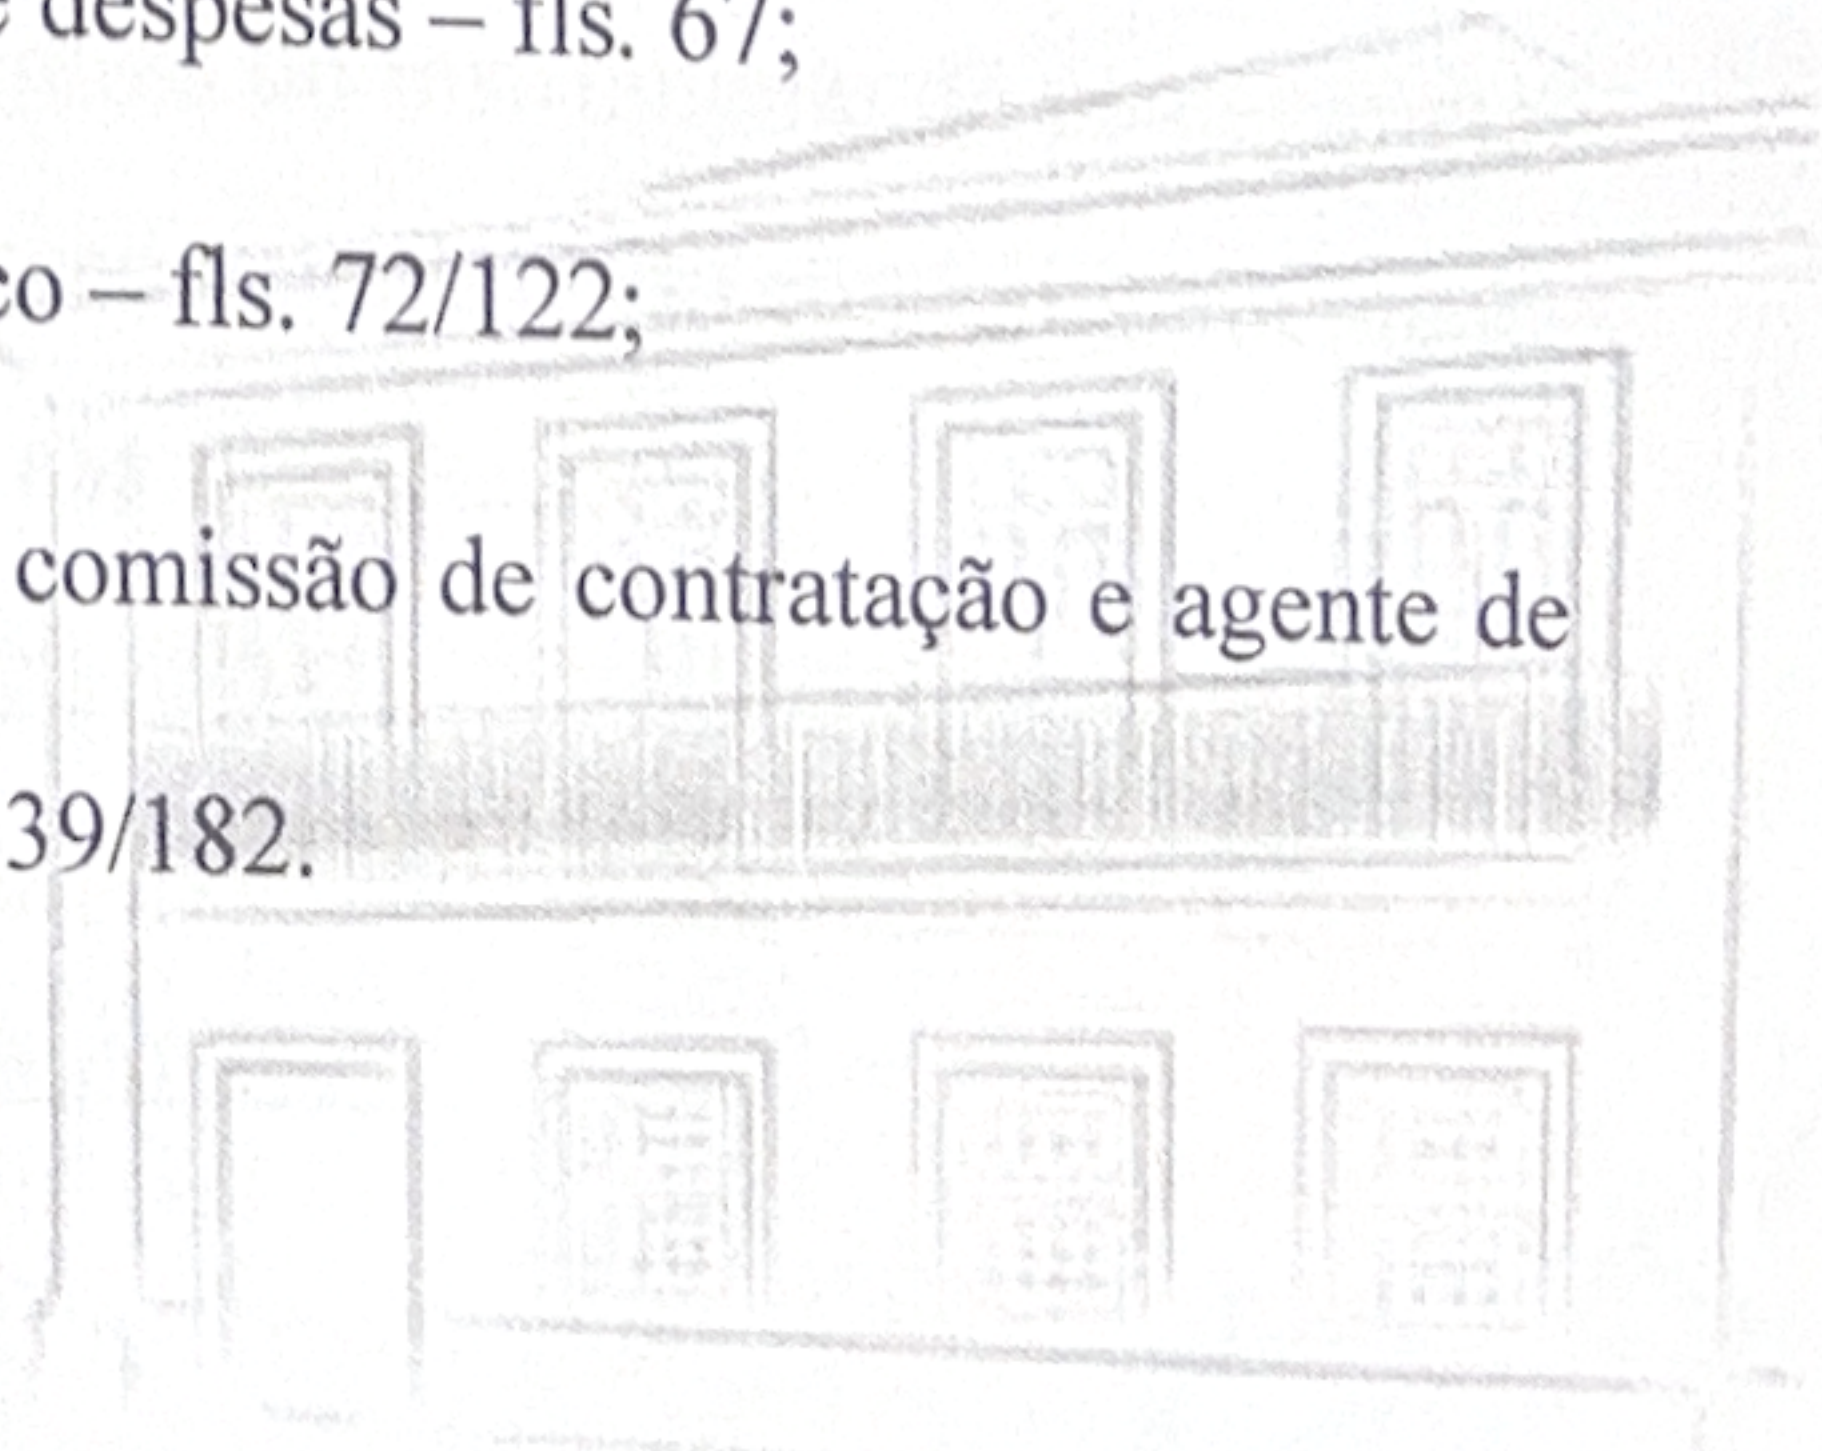 despesas – fls. 67;
co – fls. 72/122;
comissão de contratação e agente de
39/182.